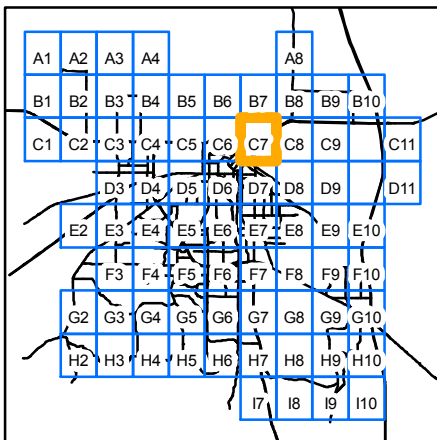 A1 A2 A3 A4 A8
B1 B2 B3 B4 B5 B6 B7 B8 B9 B10
C1 C2 C3 C4 C5 C6 C7 C8 C9 C11
D3 D4 D5 D6 D7 D8 D9 D11
E2 E3 E4 E5 E6 E7 E8 E9 E10
F3 F4 F5 F6 F7 F8 F9 F10
G2 G3 G4 G5 G6 G7 G8 G9 G10
H2 H3 H4 H5 H6 H7 H8 H9 H10
I7 I8 I9 I10